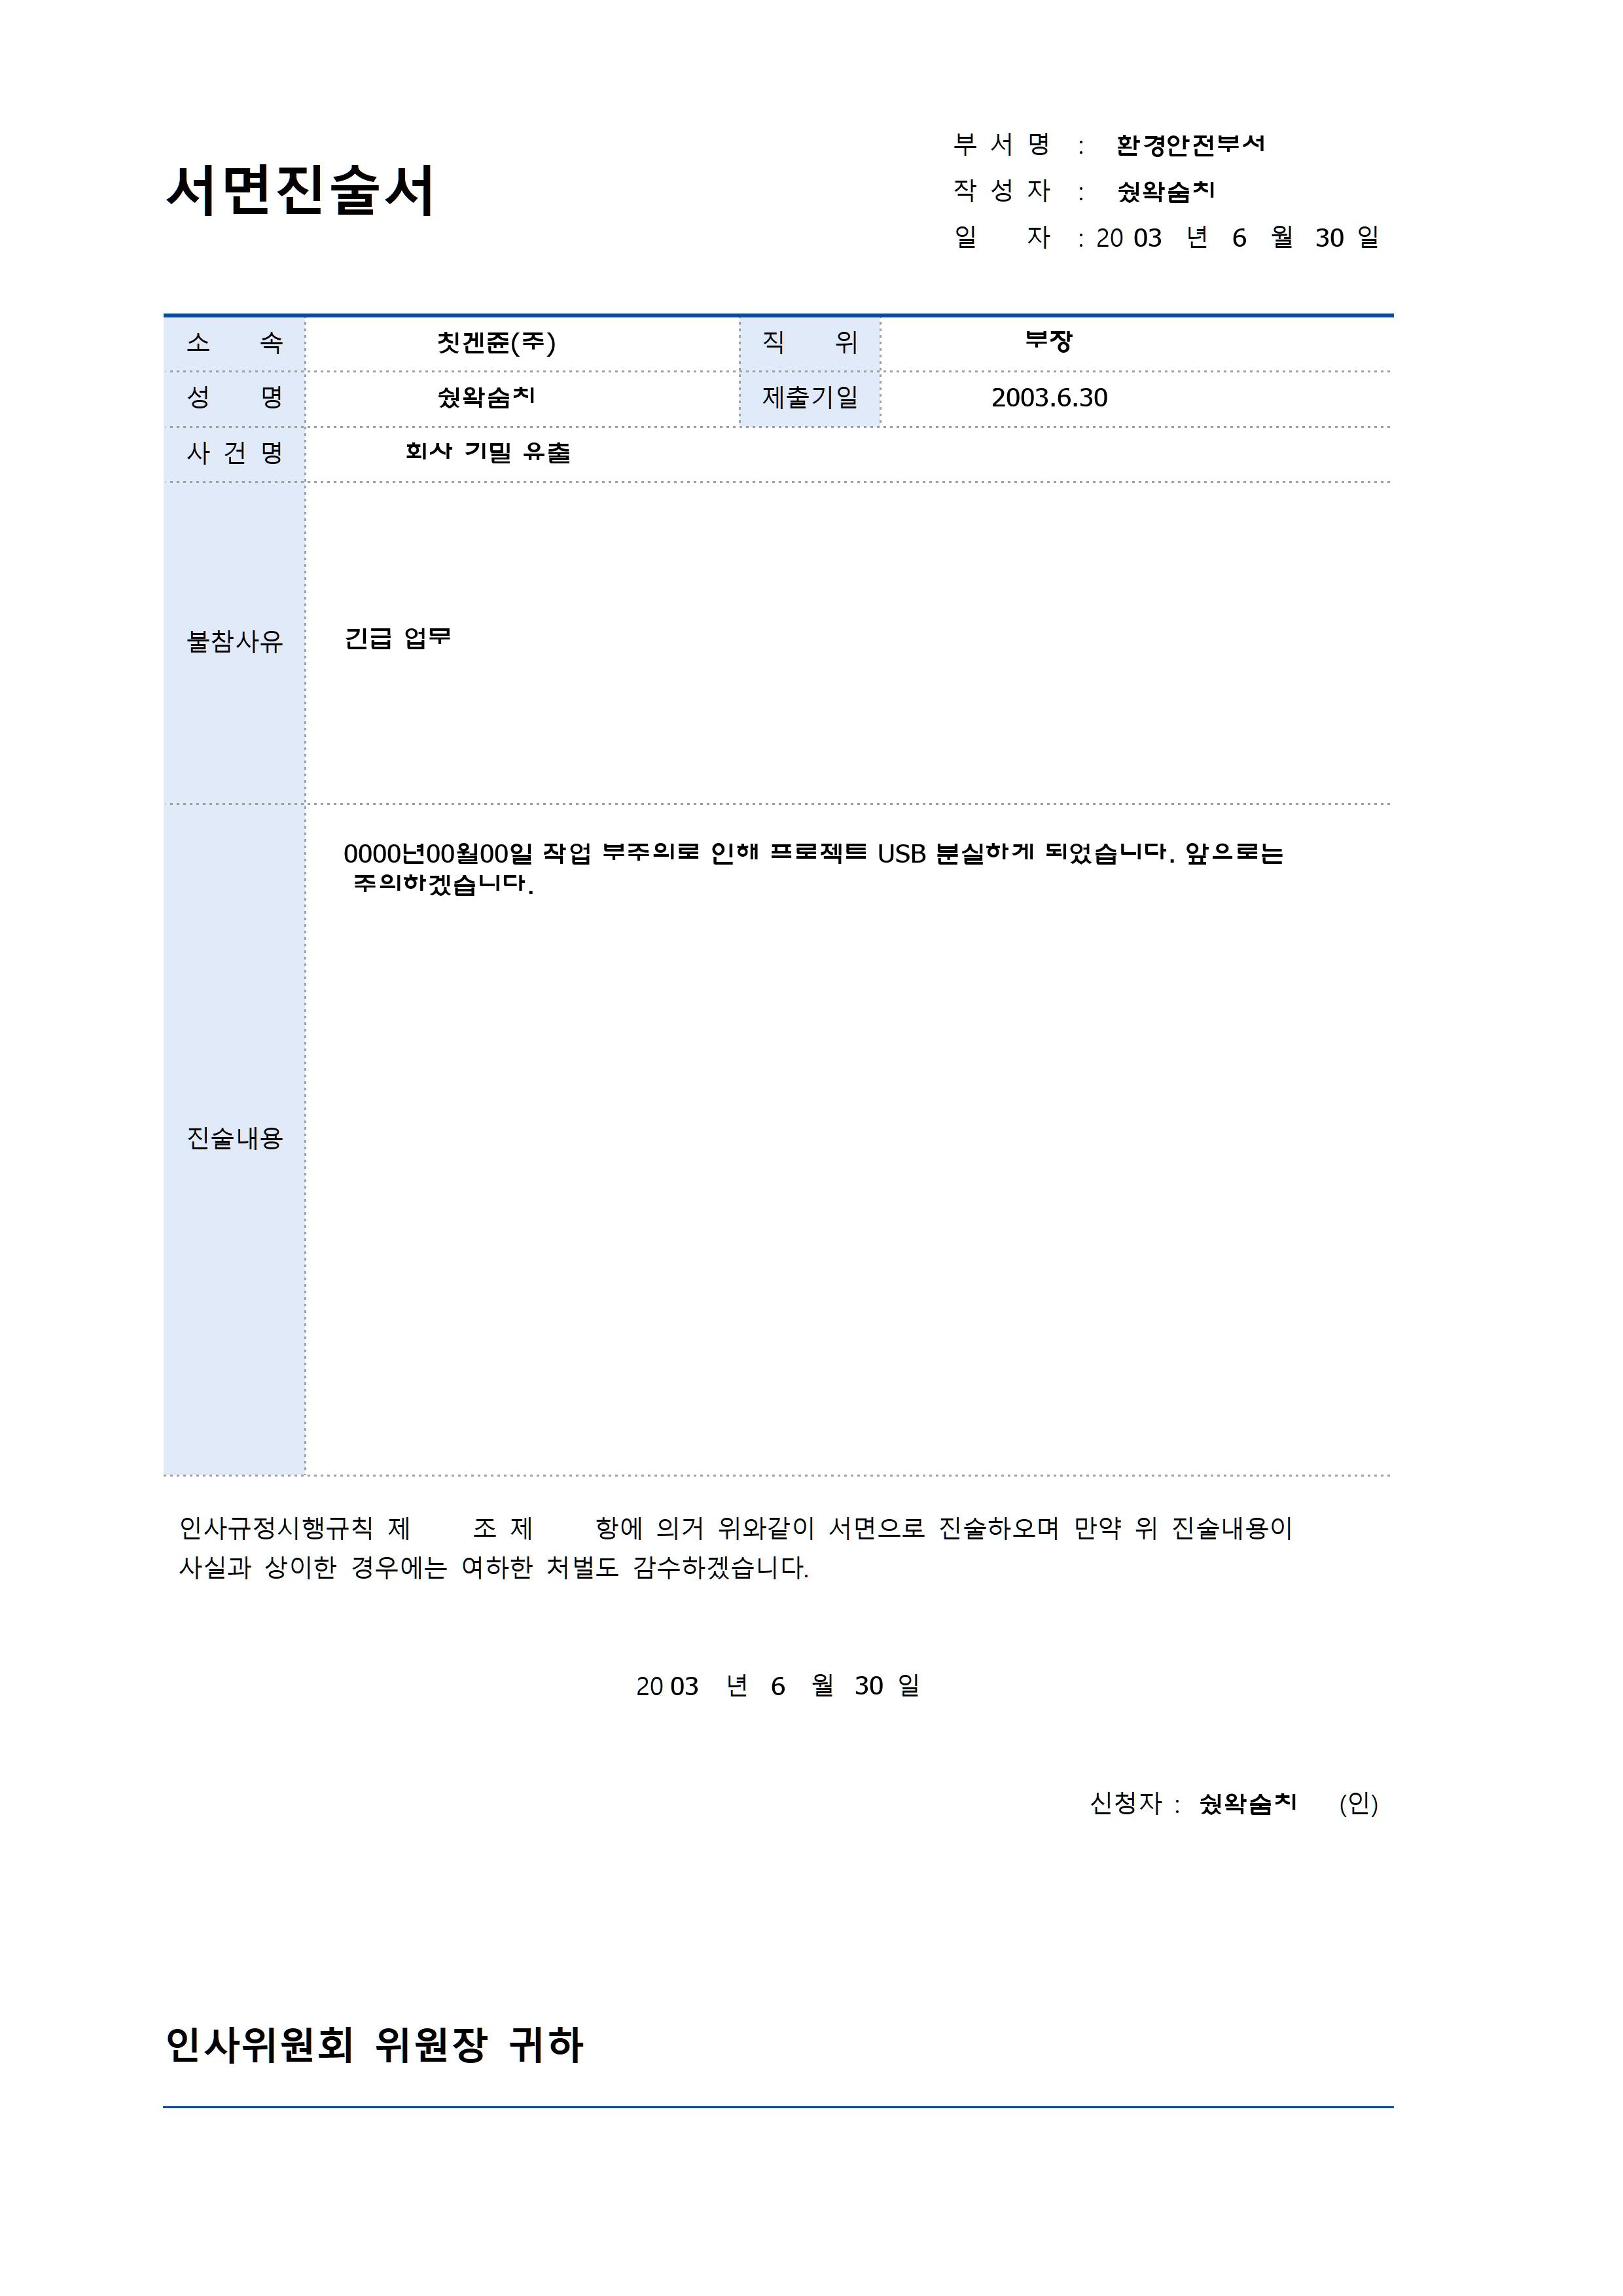 서면진술서
부 서 명 : 환경안전부서
작 성 자 : 쉈왁숨치
일 자 : 20 03 년 6 월 30 일
소 속 칫겐쥰(주) 직 위 부장
성 명 쉈왁숨치 제출기일 2003.6.30
사 건 명 회사 기밀 유출
불참사유 긴급 업무
0000년00월00일 작업 부주의로 인해 프로젝트 USB 분실하게 되었습니다. 앞으로는
주의하겠습니다.
진술내용
인사규정시행규칙 제 조 제 항에 의거 위와같이 서면으로 진술하오며 만약 위 진술내용이
사실과 상이한 경우에는 여하한 처벌도 감수하겠습니다.
20 03 년 6 월 30 일
신청자 : 쉈왁숨치 (인)
인사위원회 위원장 귀하